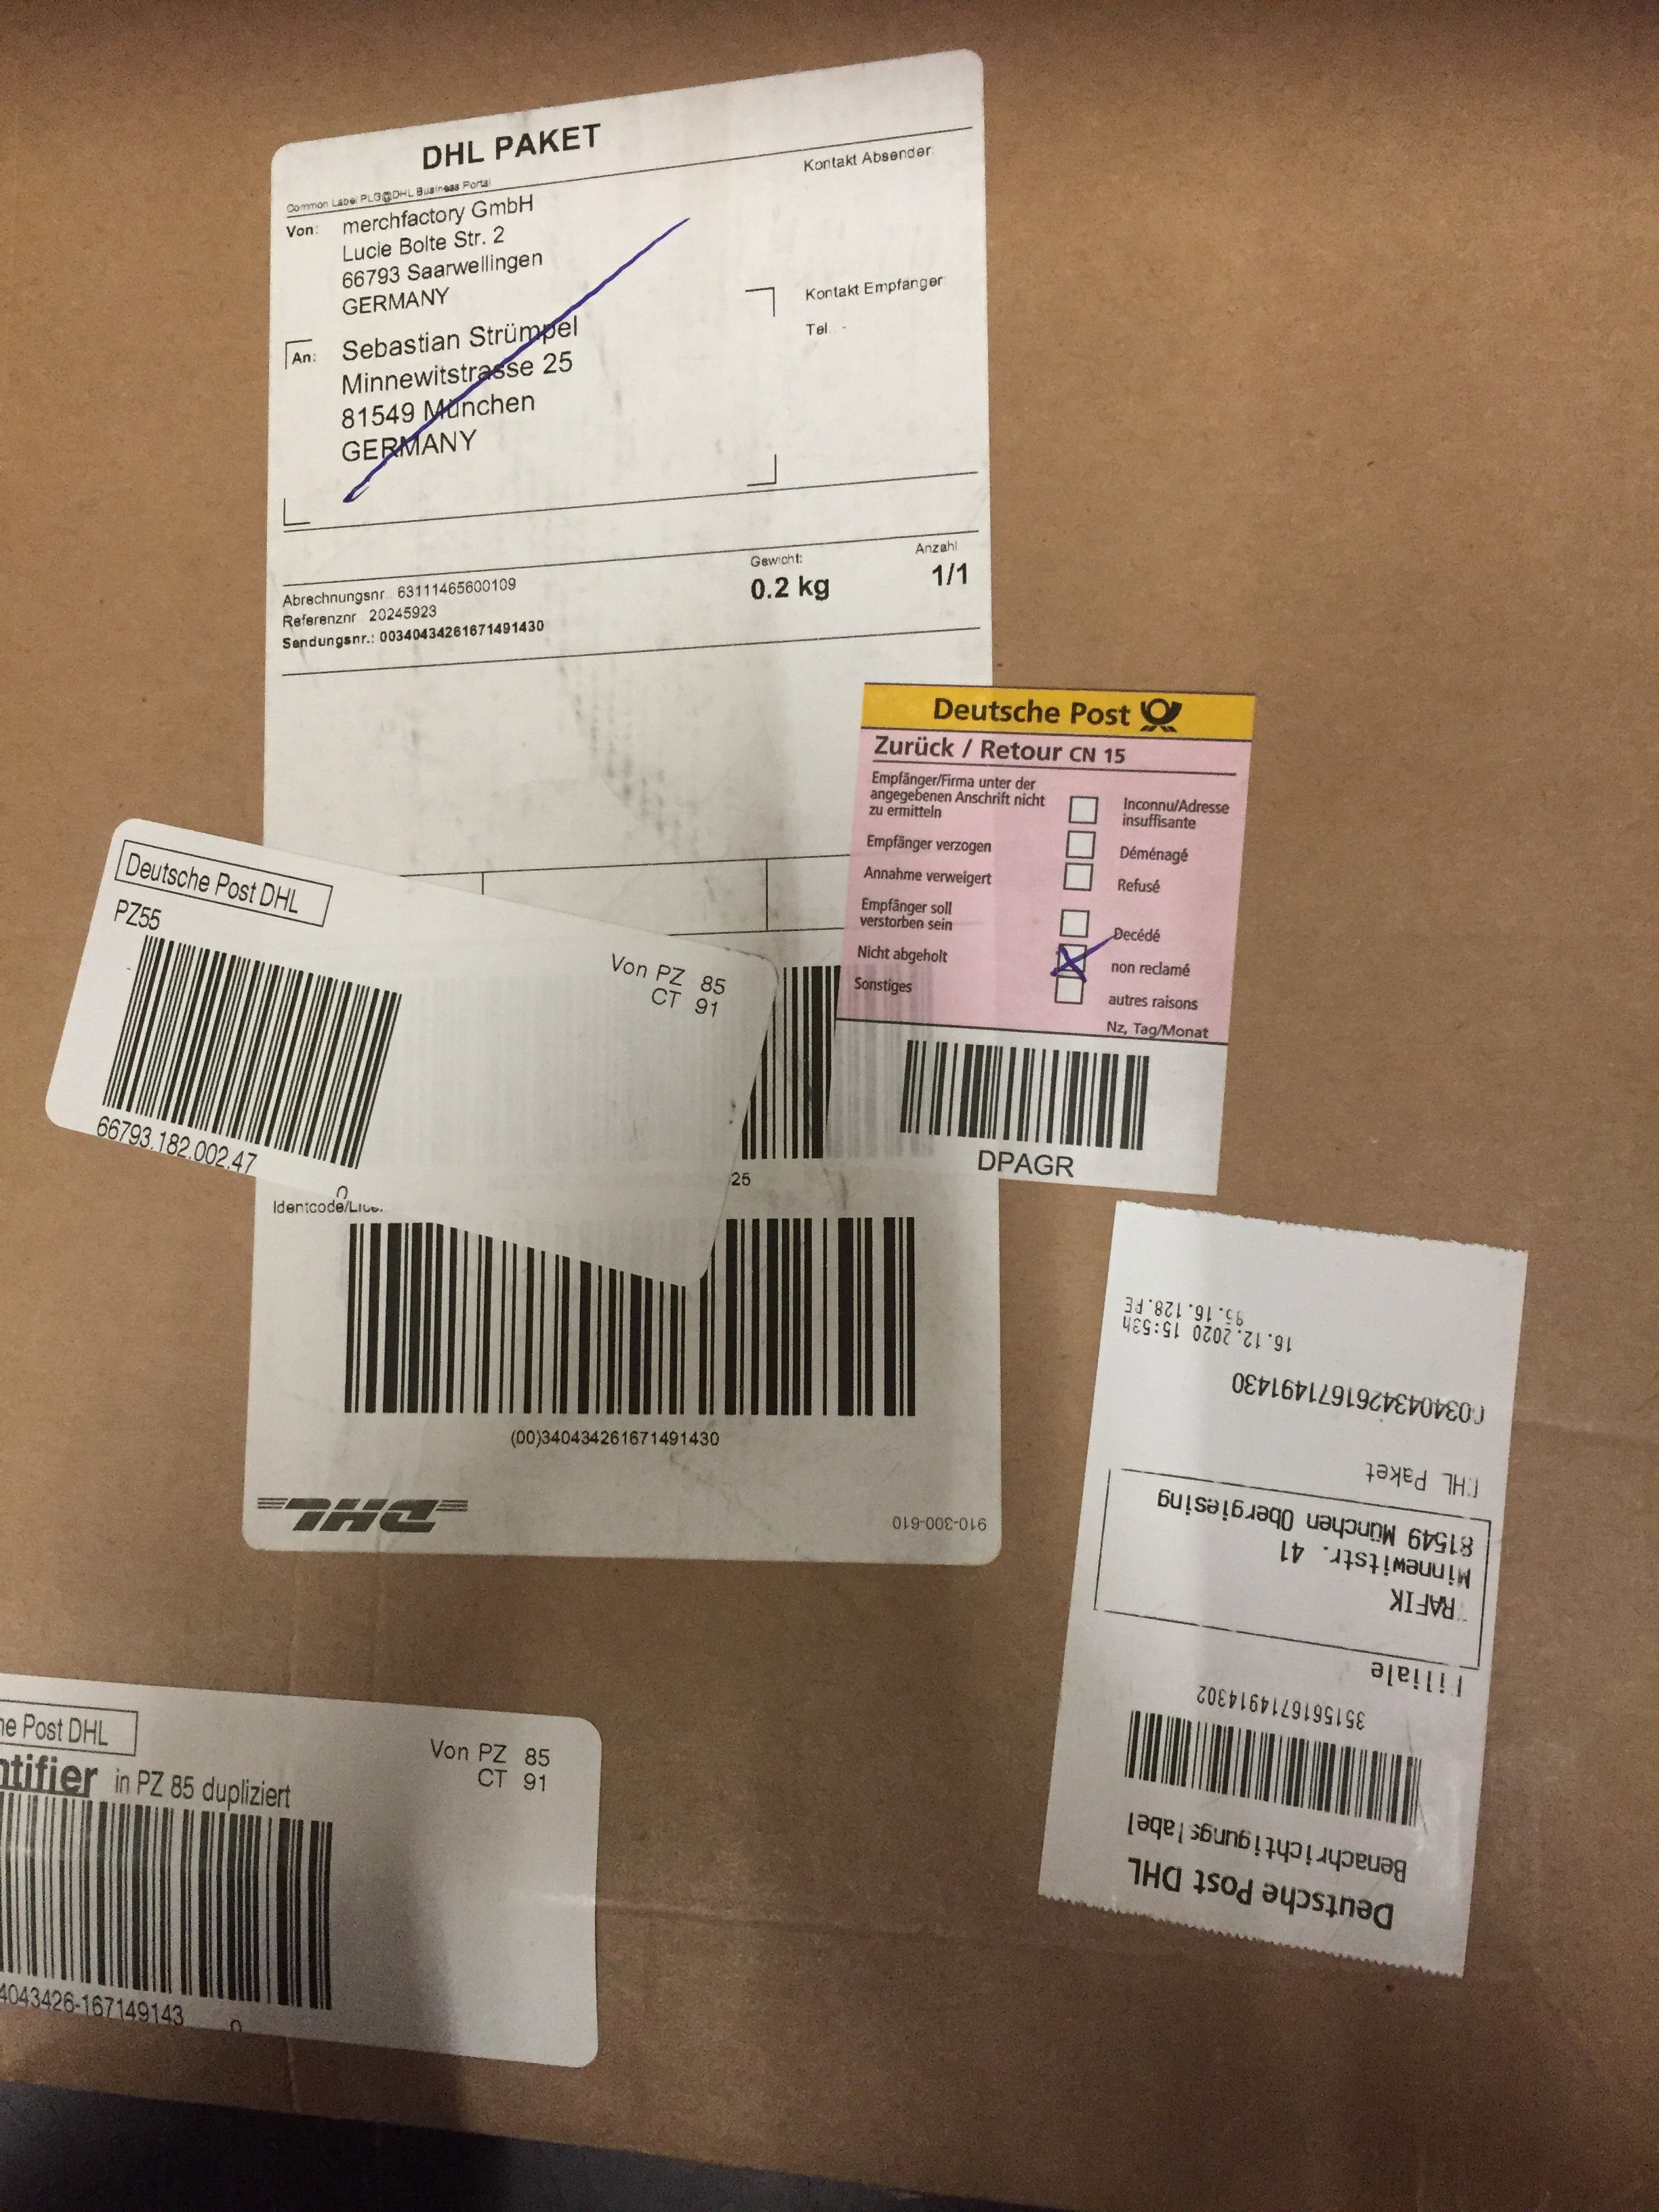 DHL PAKET
Common Label PLG@DHL Business Portal
Kontakt Absender:
Von: merchfactory GmbH
Lucie Bolte Str. 2
66793 Saarwellingen
GERMANY
Kontakt Empfänger
Tel. -
An: Sebastian Strümpel
Minnewitstrasse 25
81549 München
GERMANY
Gewicht:
0.2 kg
Anzahl
1/1
Abrechnungsnr. 63111465600109
Referenznr. 20245923
Sendungsnr.: 00340434261671491430
Deutsche Post
Zurück / Retour CN 15
Empfänger/Firma unter der
angegebenen Anschrift nicht
zu ermitteln
Inconnu/Adresse
insuffisante
Empfänger verzogen Déménagé
Annahme verweigert Refusé
Empfänger soll
verstorben sein
Decédé
Nicht abgeholt non reclamé
Sonstiges autres raisons
Nz, Tag/Monat
DPAGR
Deutsche Post DHL
PZ55
Von PZ 85
CT 91
66793.182.002.47
0
25
(00)340434261671491430
DHL
910-300-610
Deutsche Post DHL
Benachrichtigungslabel
3515616714914302
Filiale
Minnewitstr. 41
81549 München Obergiesing
DHL Paket
00340434261671491430
16.12.2020 15:53h
he Post DHL
ntifier in PZ 85 dupliziert
Von PZ 85
CT 91
4043426-167149143
0